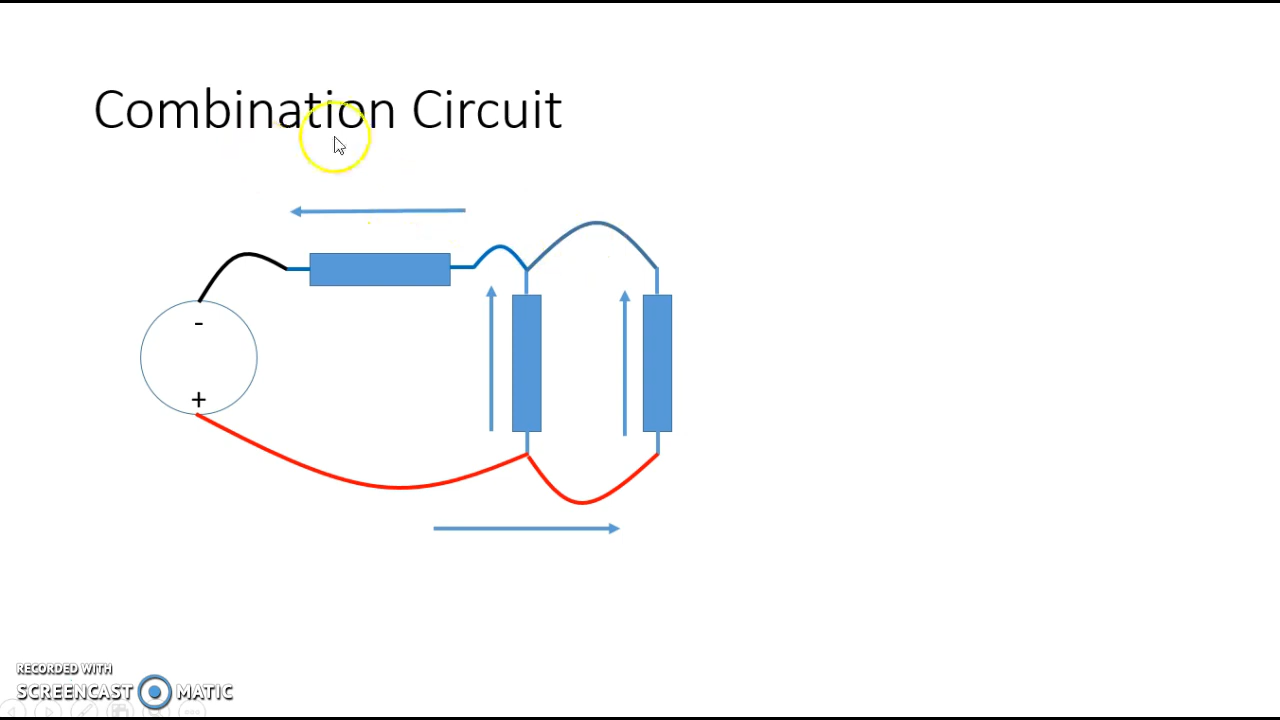 Combination Circuit
-
+
RECORDED WITH
SCREENCAST MATIC